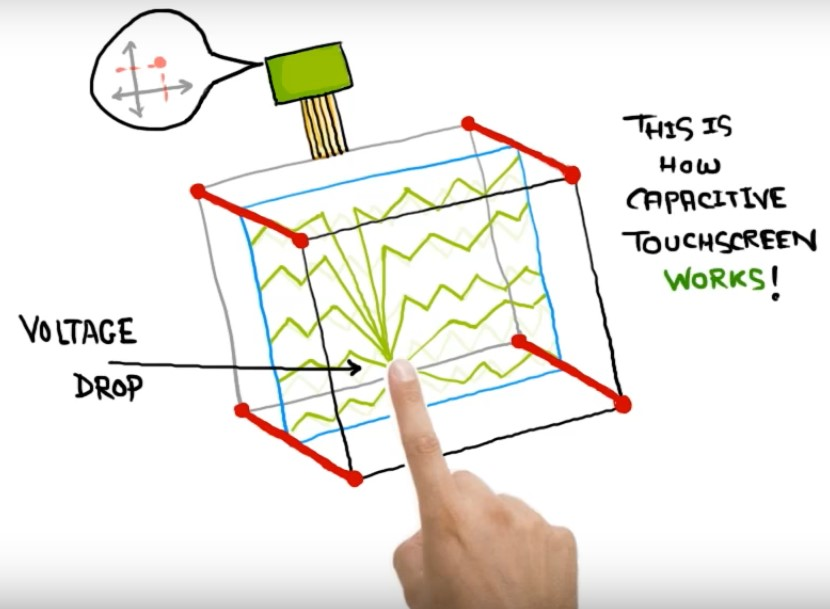 THIS IS
HOW
CAPACITIVE
TOUCHSCREEN
WORKS!
VOLTAGE
DROP